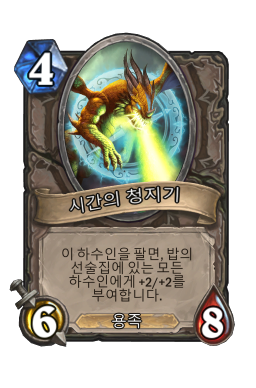 4
시간의 청지기
이 하수인을 팔면, 밥의
선술집에 있는 모든
하수인에게 +2/+2를
부여합니다.
6
용족
8